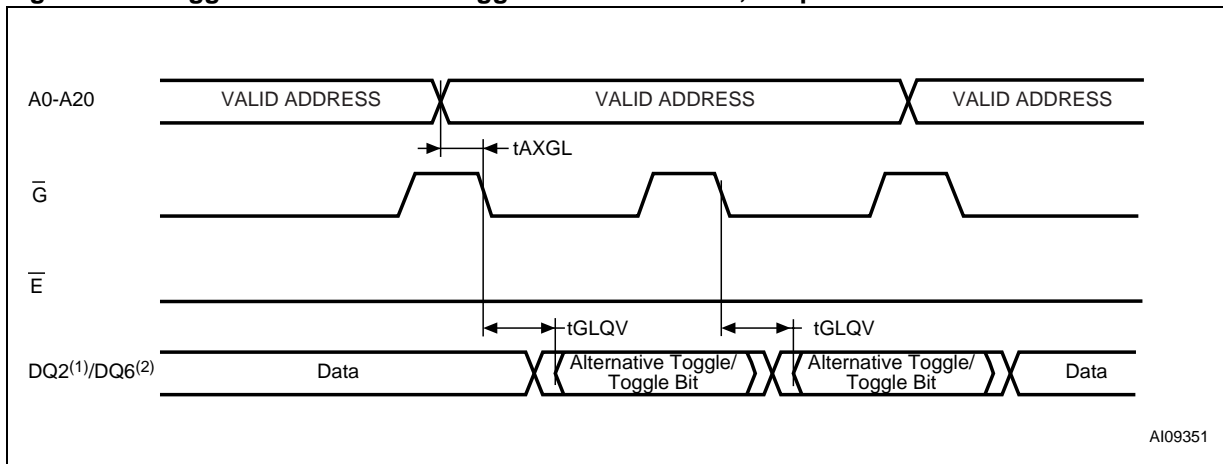 A0-A20
VALID ADDRESS
VALID ADDRESS
VALID ADDRESS
tAXGL
G
E
tGLQV
tGLQV
DQ2(1)/DQ6(2)
Data
Alternative Toggle/
Toggle Bit
Alternative Toggle/
Toggle Bit
Data
AI09351